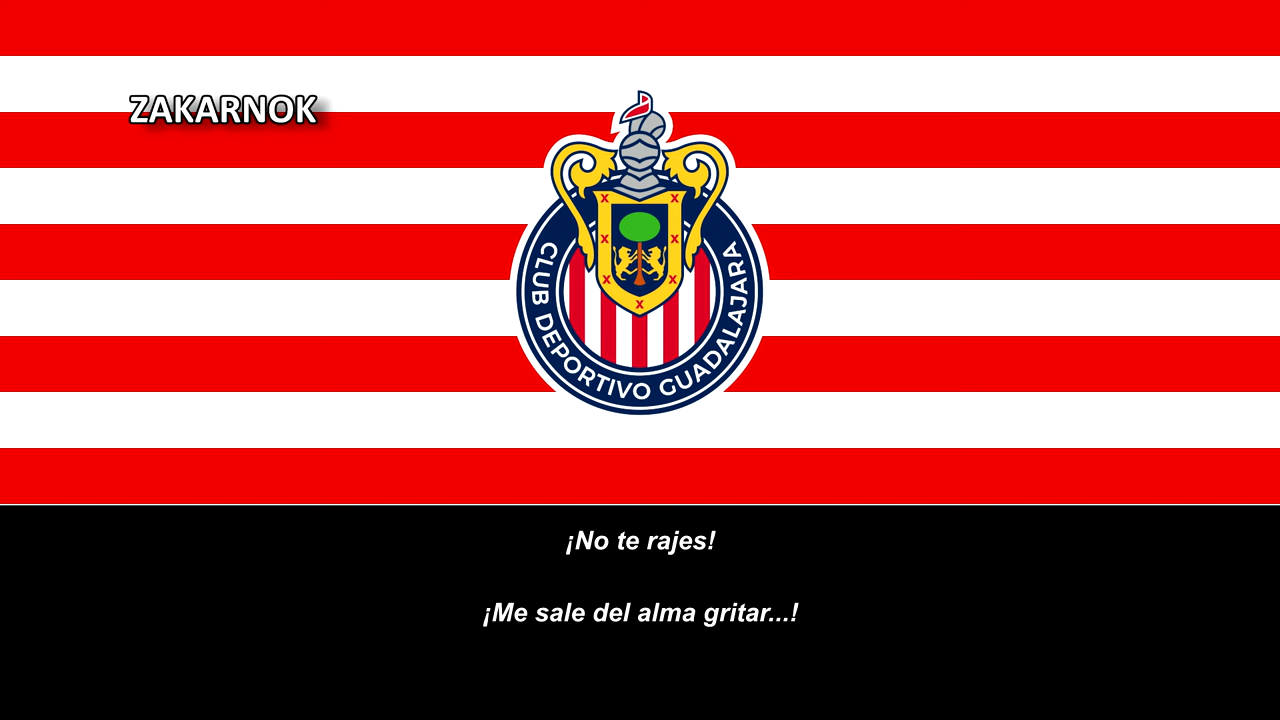 ZAKARNOK
CLUB DEPORTIVO GUADALAJARA
¡No te rajes!
¡Me sale del alma gritar...!